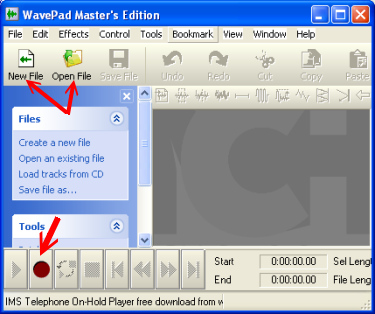 WavePad Master's Edition
File Edit Effects Control Tools Bookmark View Window Help
New File Open File Save File Undo Redo Cut Copy Paste
Files
Create a new file
Open an existing file
Load tracks from CD
Save file as...
Tools
Start 0:00:00.00 Sel Leng
End 0:00:00.00 File Leng
IMS Telephone On-Hold Player free download from w